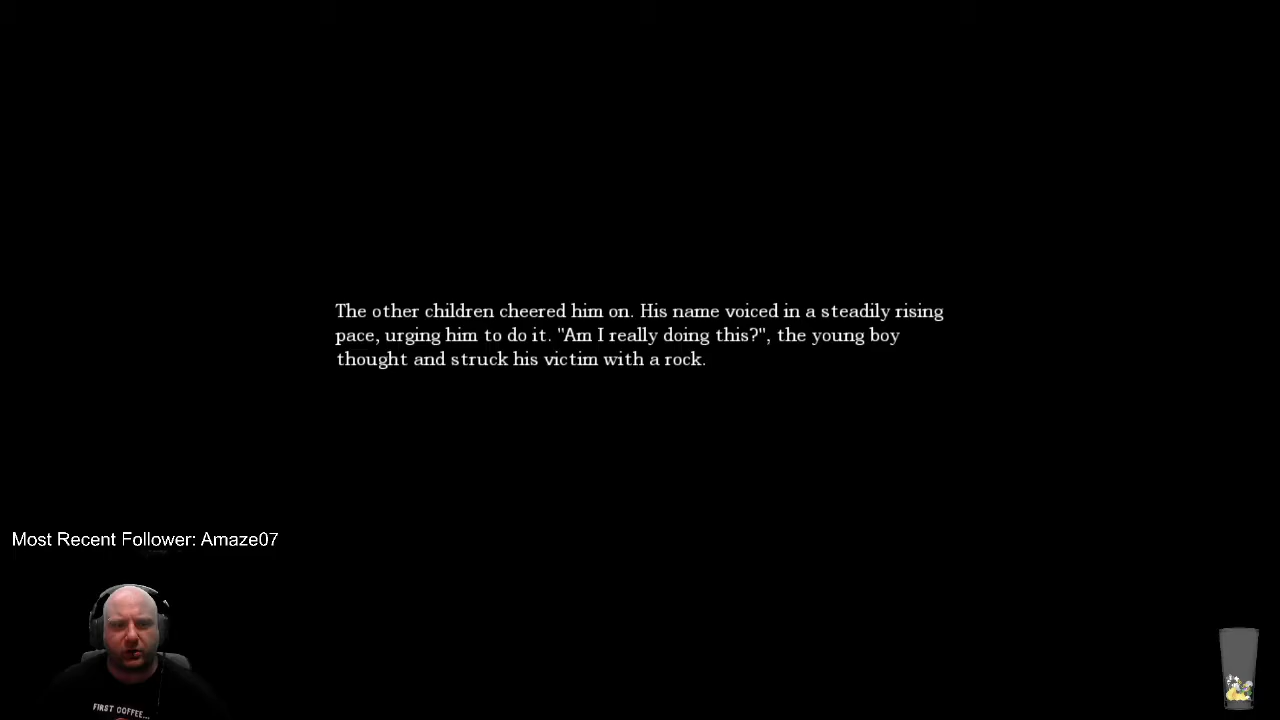 The other children cheered him on. His name voiced in a steadily rising
pace, urging him to do it. "Am I really doing this?", the young boy
thought and struck his victim with a rock.
Most Recent Follower: Amaze07
FIRST COFFEE...